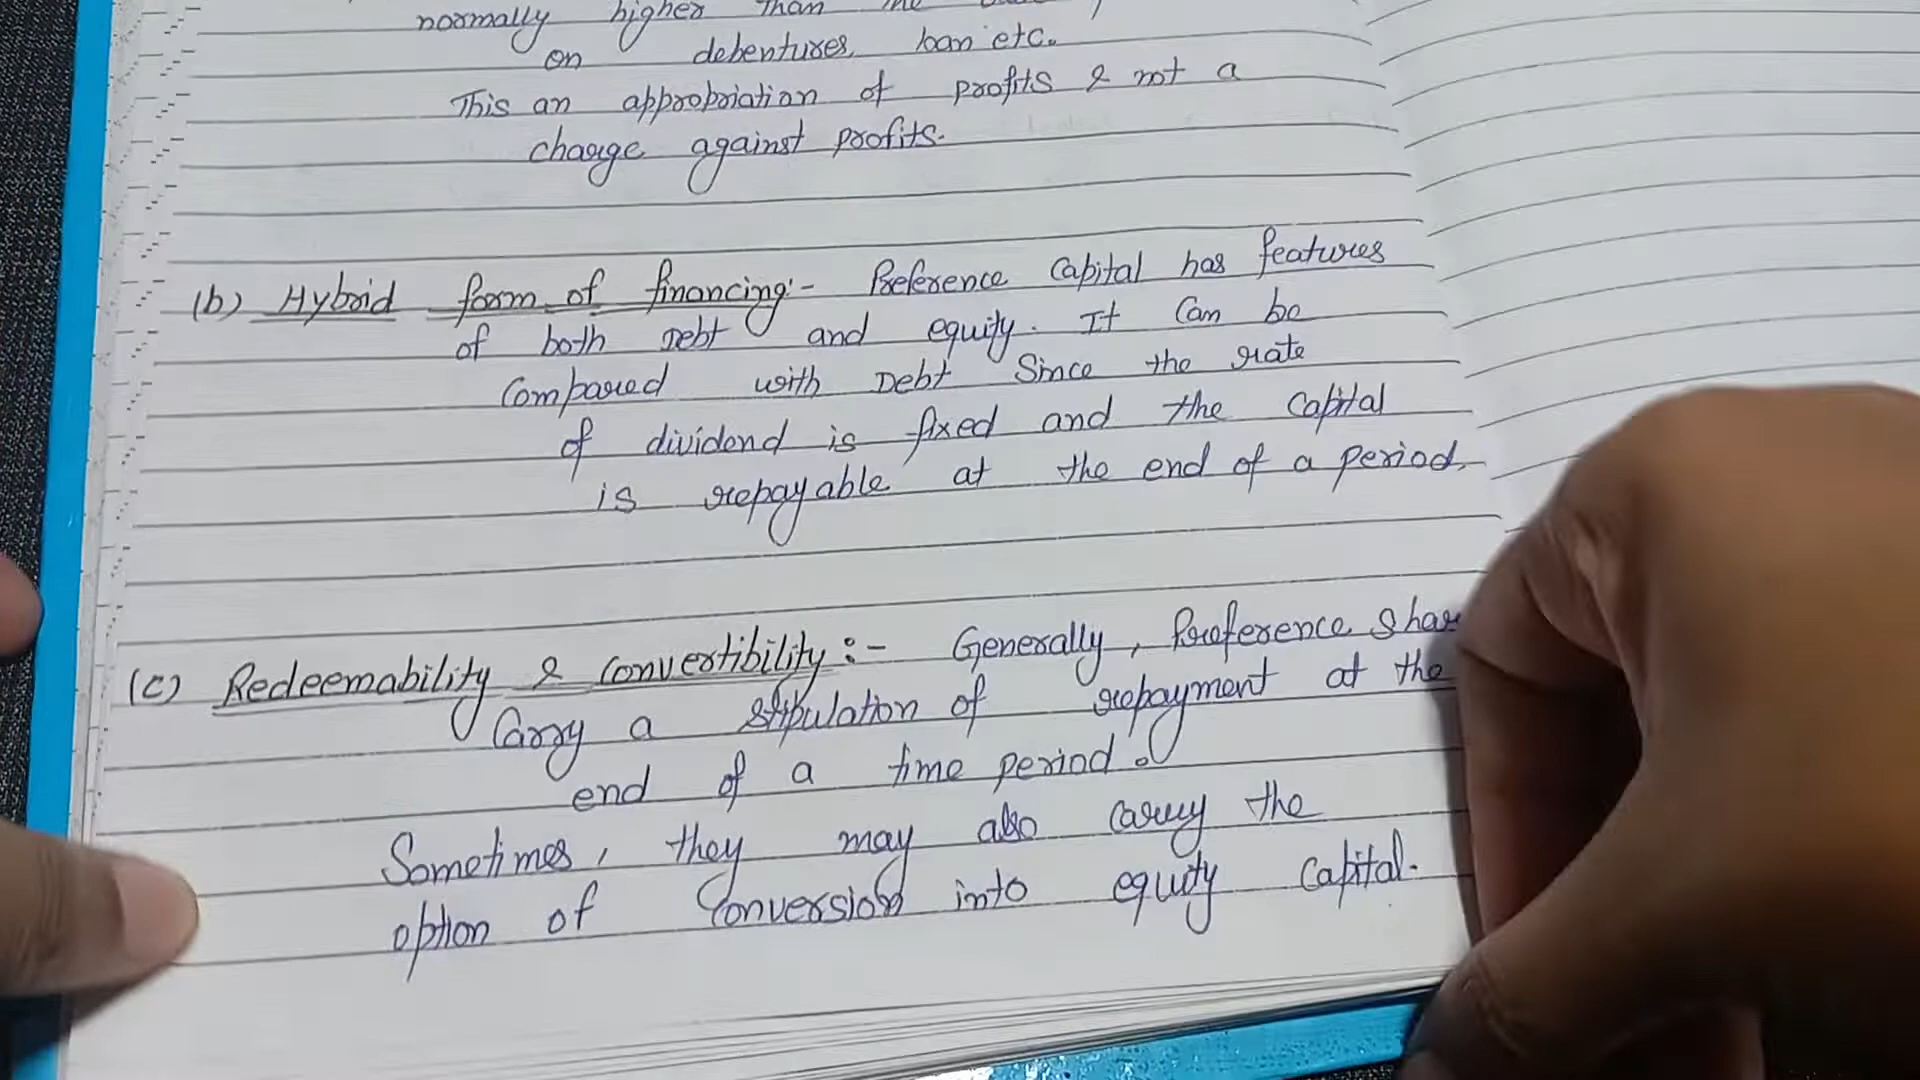 normally higher than the
on debentures, loan etc.
This an appropriation of profits & not a
charge against profits.
(b) Hybrid form of financing:- Preference Capital has features
of both Debt and equity. It Can be
Compared with Debt Since the rate
of dividend is fixed and the Capital
is repayable at the end of a period.
(c) Redeemability & Convertibility:- Generally, Preference Shar
Carry a stipulation of repayment at the
end of a time period.
Sometimes, they may also carry the
option of Conversion into equity Capital.